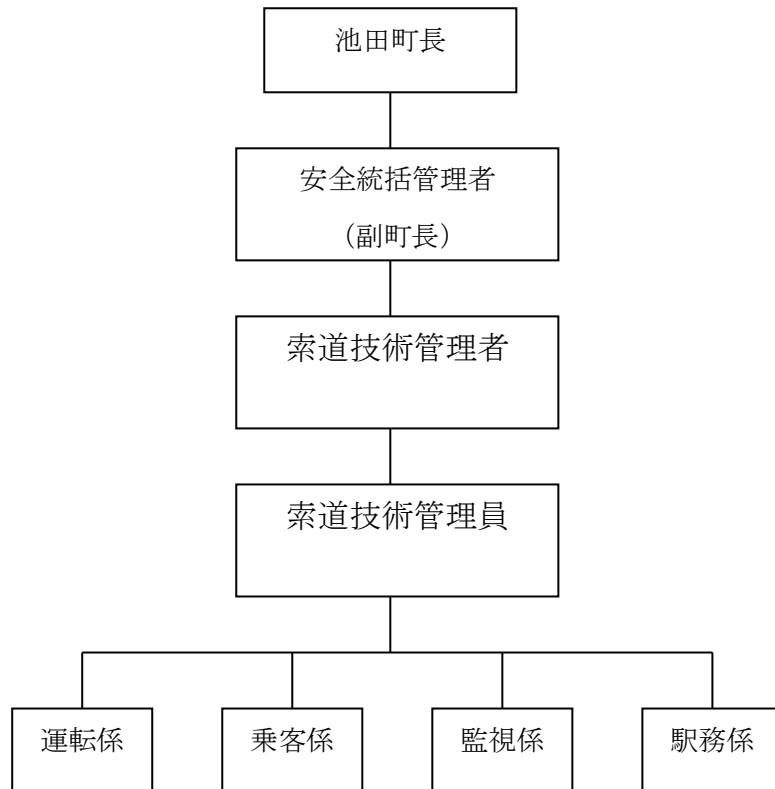 池田町長
安全統括管理者
（副町長）
索道技術管理者
索道技術管理員
運転係
乗客係
監視係
駅務係